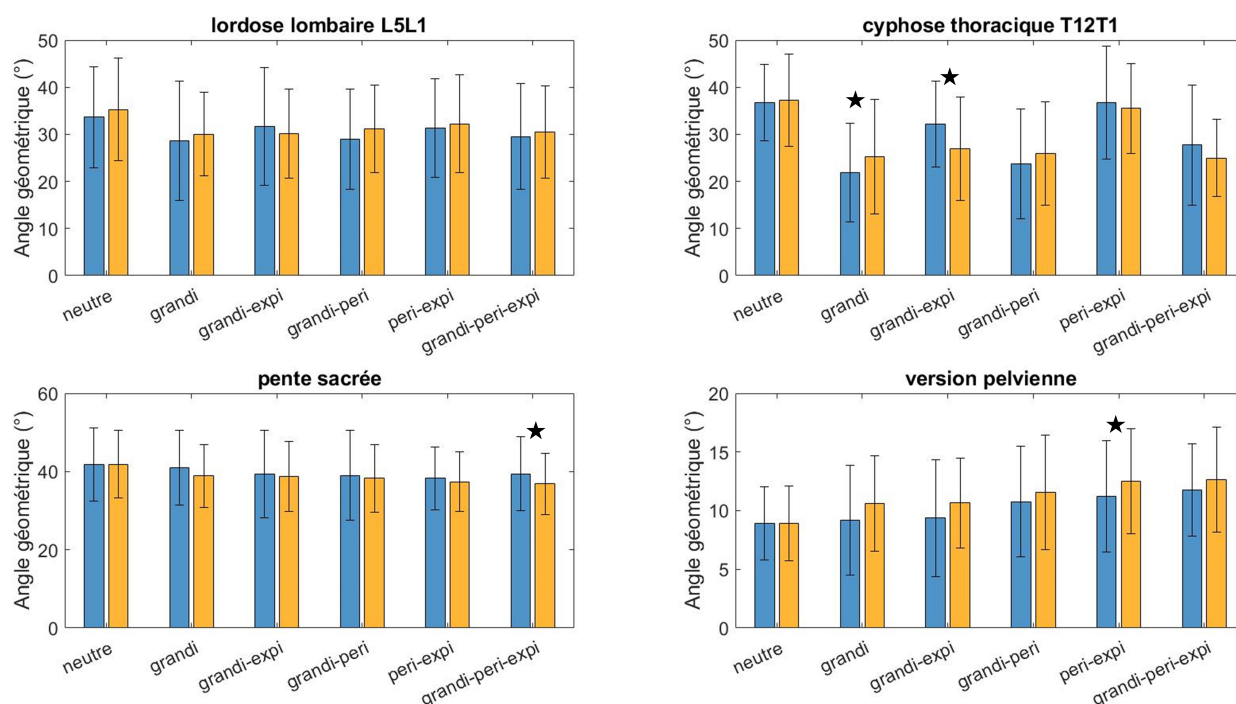 lordose lombaire L5L1
Angle géométrique (°)
50
40
30
20
10
0
neutre
grandi
grandi-expi
grandi-peri
peri-expi
grandi-peri-expi
cyphose thoracique T12T1
Angle géométrique (°)
50
40
30
20
10
0
neutre
grandi
grandi-expi
grandi-peri
peri-expi
grandi-peri-expi
pente sacrée
Angle géométrique (°)
60
40
20
0
neutre
grandi
grandi-expi
grandi-peri
peri-expi
grandi-peri-expi
version pelvienne
Angle géométrique (°)
20
15
10
5
0
neutre
grandi
grandi-expi
grandi-peri
peri-expi
grandi-peri-expi